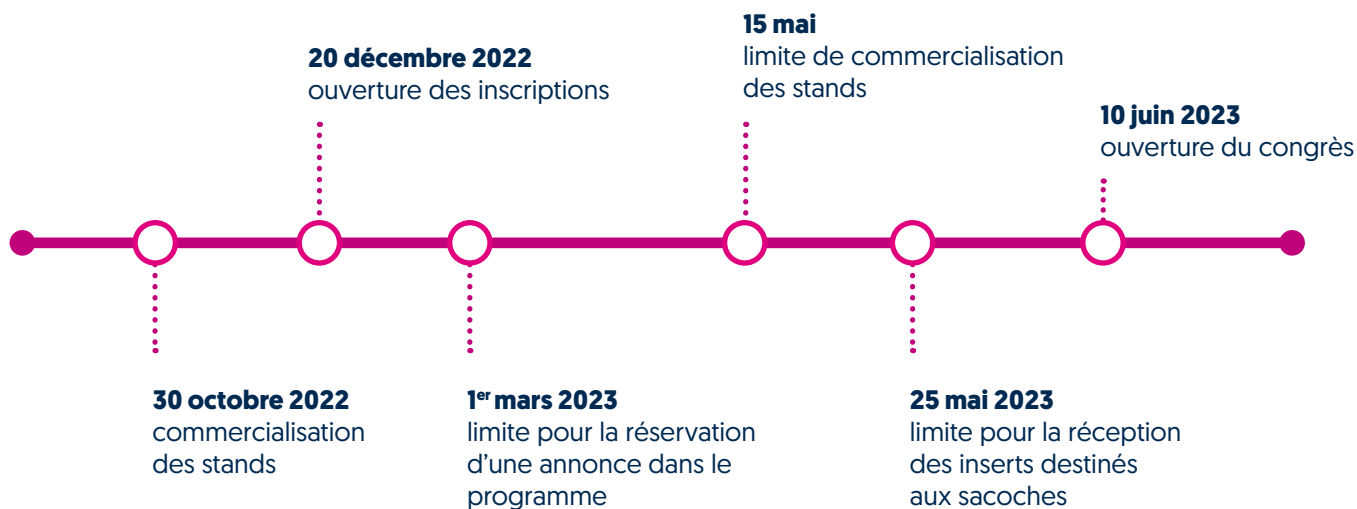 30 octobre 2022
commercialisation
des stands
20 décembre 2022
ouverture des inscriptions
1er mars 2023
limite pour la réservation
d’une annonce dans le
programme
15 mai
limite de commercialisation
des stands
25 mai 2023
limite pour la réception
des inserts destinés
aux sacoches
10 juin 2023
ouverture du congrès